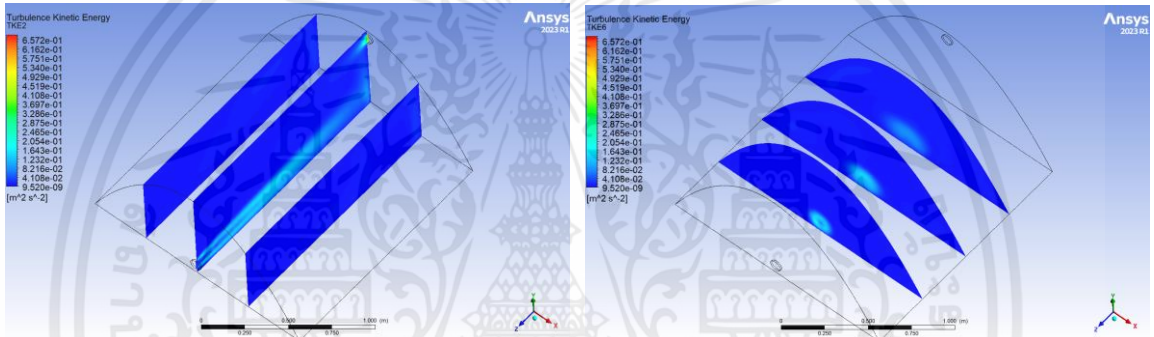 Turbulence Kinetic Energy
TKE2
6.572e-01
6.162e-01
5.751e-01
5.340e-01
4.929e-01
4.519e-01
4.108e-01
3.697e-01
3.286e-01
2.875e-01
2.465e-01
2.054e-01
1.643e-01
1.232e-01
8.216e-02
4.108e-02
9.520e-09
[m^2 s^-2]
Ansys
2023 R1
0
0.250
0.500
0.750
1.000 (m)
Y
Z
X
Turbulence Kinetic Energy
TKE6
6.572e-01
6.162e-01
5.751e-01
5.340e-01
4.929e-01
4.519e-01
4.108e-01
3.697e-01
3.286e-01
2.875e-01
2.465e-01
2.054e-01
1.643e-01
1.232e-01
8.216e-02
4.108e-02
9.520e-09
[m^2 s^-2]
Ansys
2023 R1
0
0.250
0.500
0.750
1.000 (m)
Y
Z
X